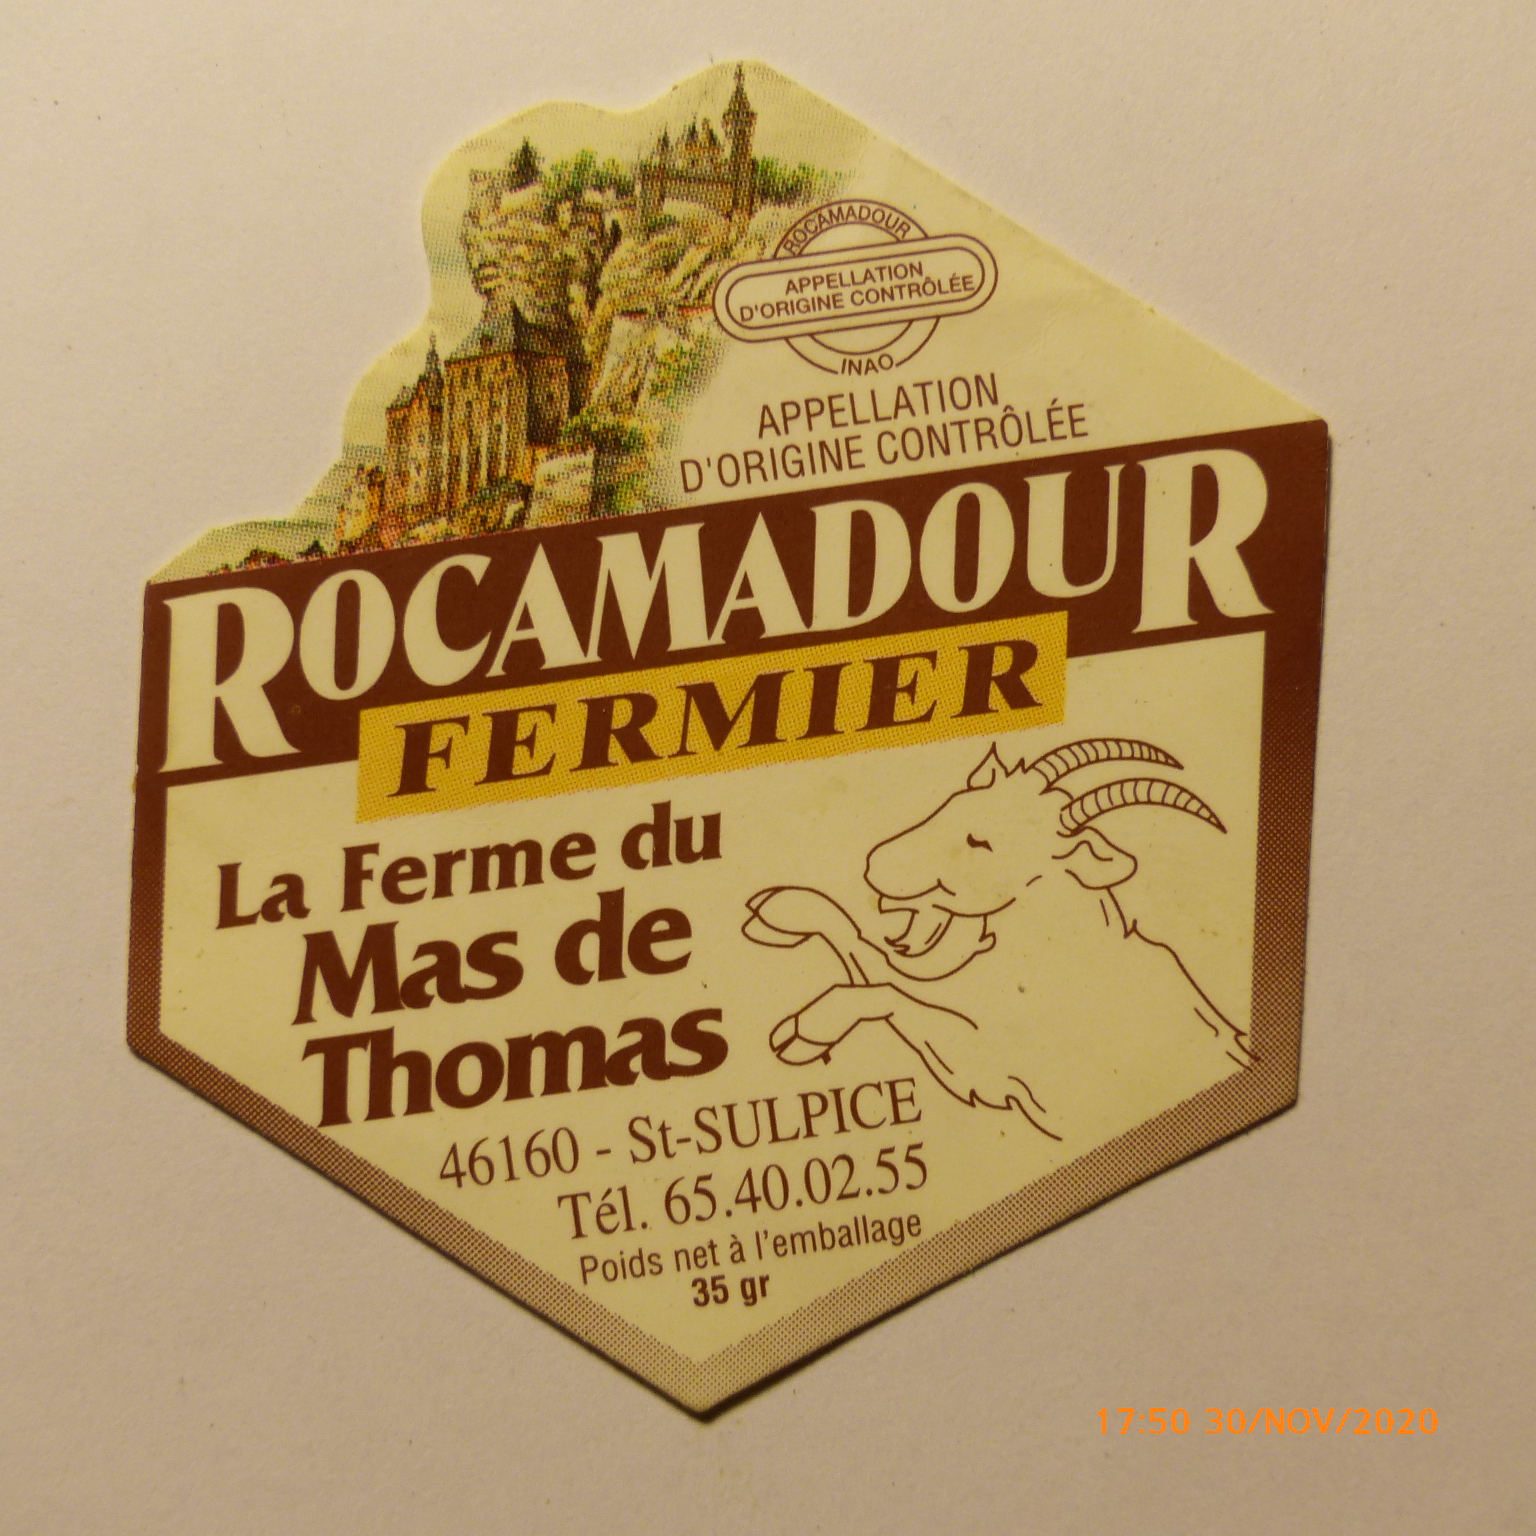 ROCAMADOUR
APPELLATION
D'ORIGINE CONTRÔLÉE
INAO
APPELLATION
D'ORIGINE CONTRÔLÉE
ROCAMADOUR
FERMIER
La Ferme du
Mas de
Thomas
46160 - St-SULPICE
Tél. 65.40.02.55
Poids net à l'emballage
35 gr
17:50 30/NOV/2020